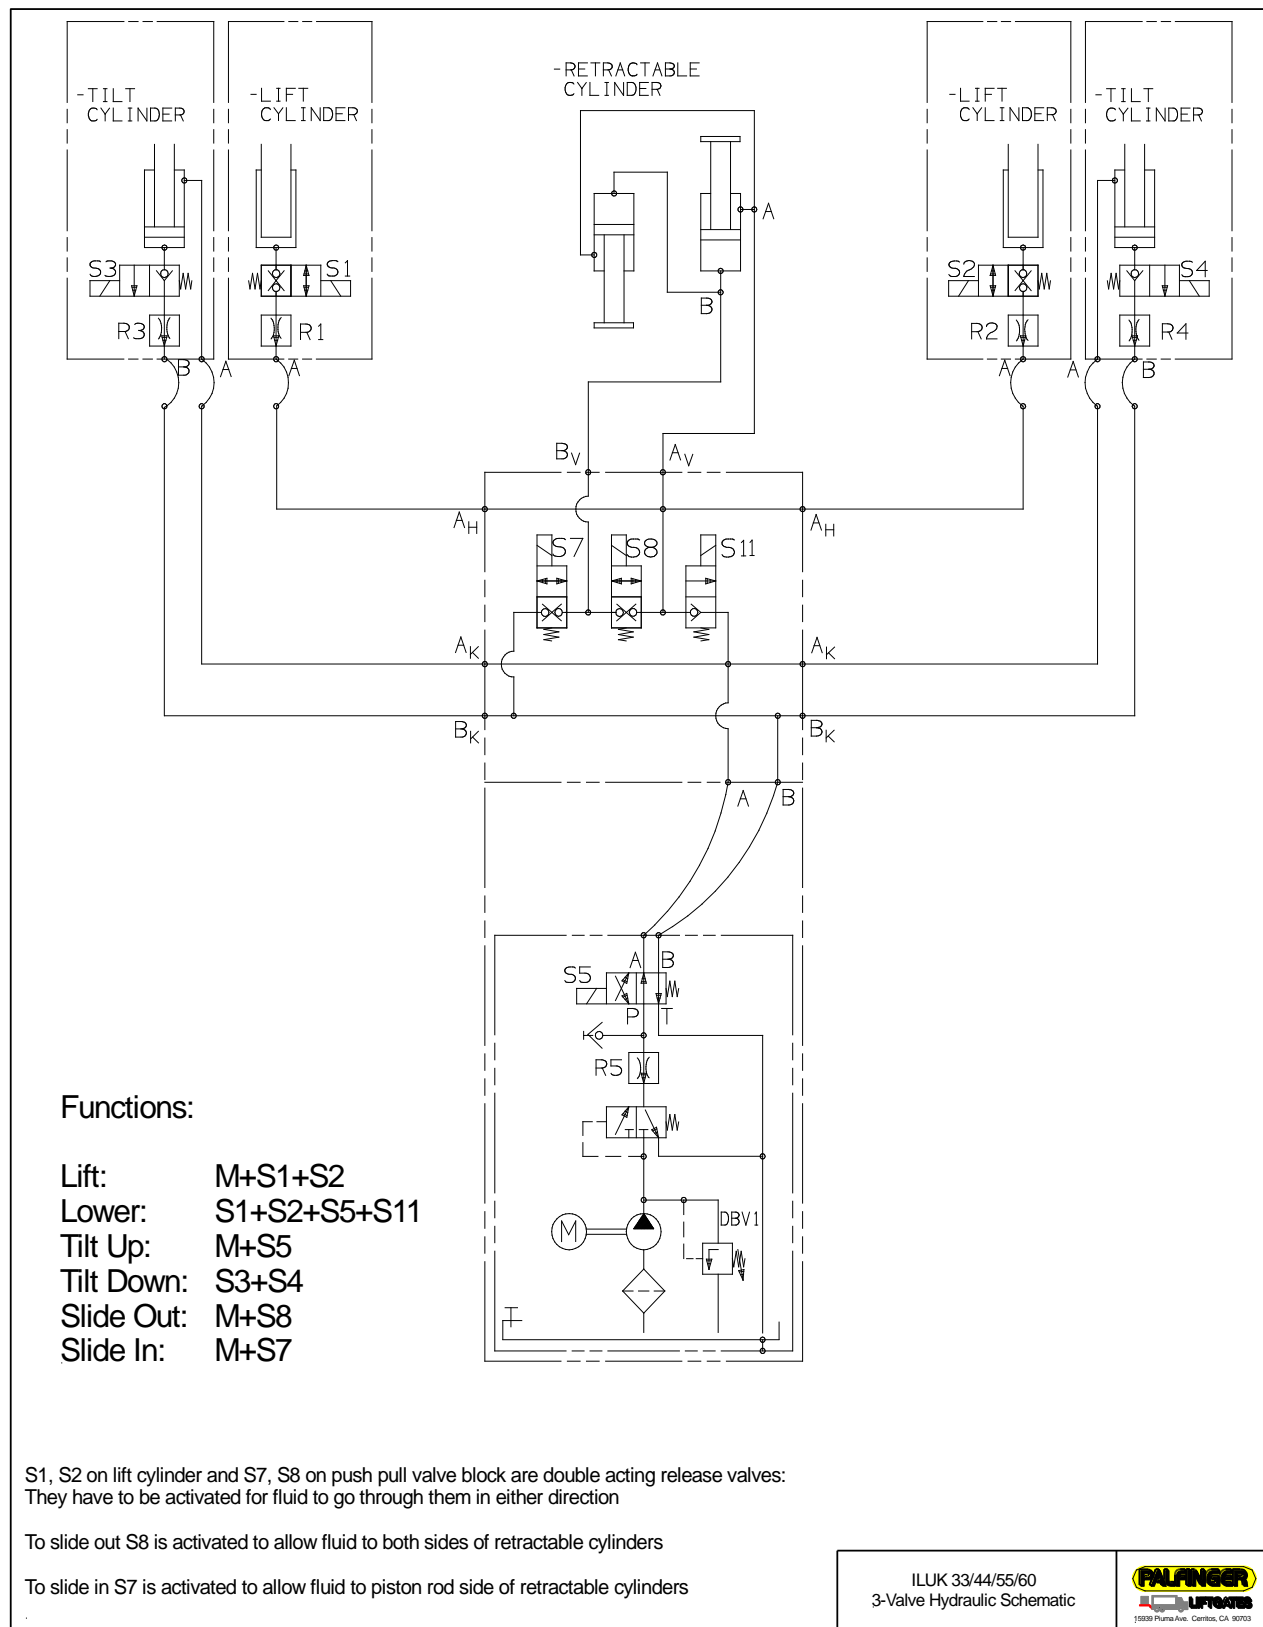 -TILT
CYLINDER
-LIFT
CYLINDER
-RETRACTABLE
CYLINDER
-LIFT
CYLINDER
-TILT
CYLINDER
A
B
S3
S1
S2
S4
R3
R1
R2
R4
B
A
A
A
A
B
BV
AV
AH
AH
S7
S8
S11
AK
AK
BK
BK
A
B
A
B
S5
P
T
R5
DBV1
M
T
Functions:
Lift: M+S1+S2
Lower: S1+S2+S5+S11
Tilt Up: M+S5
Tilt Down: S3+S4
Slide Out: M+S8
Slide In: M+S7
S1, S2 on lift cylinder and S7, S8 on push pull valve block are double acting release valves:
They have to be activated for fluid to go through them in either direction
To slide out S8 is activated to allow fluid to both sides of retractable cylinders
To slide in S7 is activated to allow fluid to piston rod side of retractable cylinders
ILUK 33/44/55/60
3-Valve Hydraulic Schematic
PALFINGER
LIFTGATES
15939 Piuma Ave. Cerritos, CA 90703